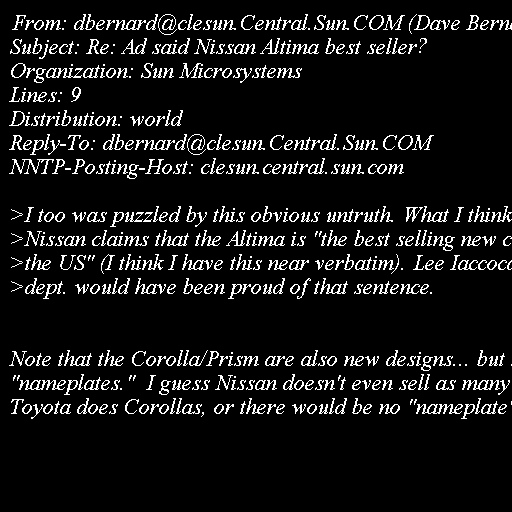 From: dbernard@clesun.Central.Sun.COM (Dave
Subject: Re: Ad said Nissan Altima best seller?
Organization: Sun Microsystems
Lines: 9
Distribution: world
Reply-To: dbernard@clesun.Central.Sun.COM
NNTP-Posting-Host: clesun.central.sun.com
>I too was puzzled by this obvious untruth. What I think
>Nissan claims that the Altima is "the best selling new
>the US" (I think I have this near verbatim). Lee
>dept. would have been proud of that sentence.
Note that the Corolla/Prism are also new designs... but
"nameplates." I guess Nissan doesn't even sell as many
Toyota does Corollas, or there would be no "nameplate"